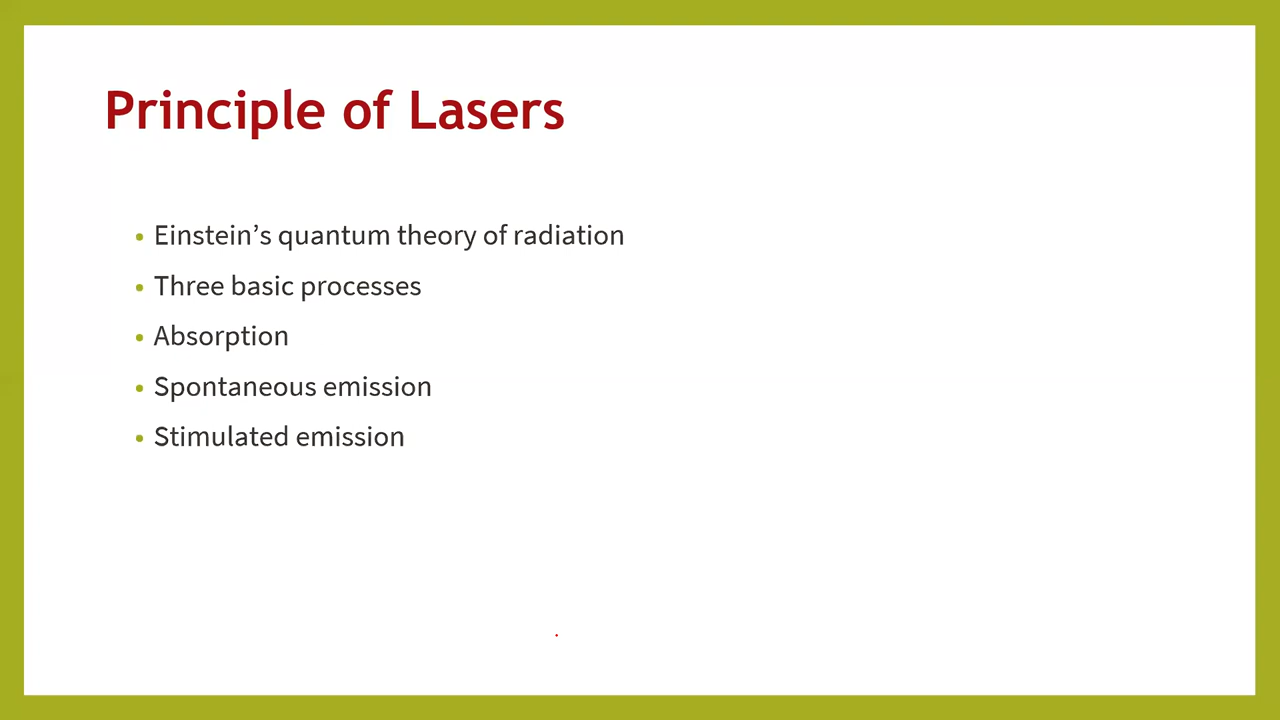 Principle of Lasers
• Einstein’s quantum theory of radiation
• Three basic processes
• Absorption
• Spontaneous emission
• Stimulated emission